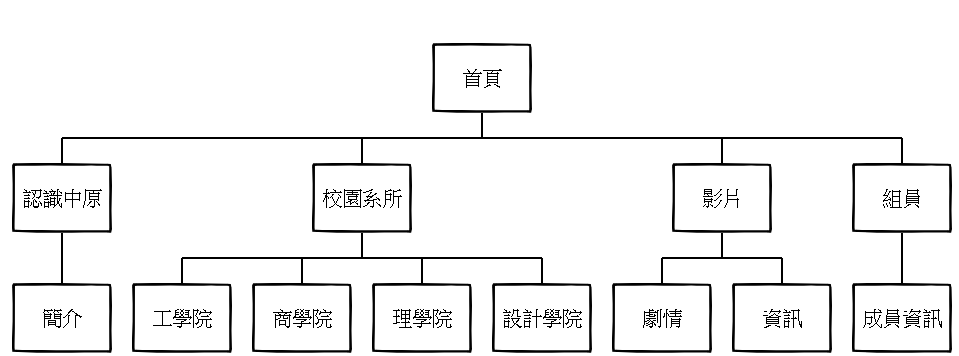 首頁
認識中原
校園系所
影片
組員
簡介
工學院
商學院
理學院
設計學院
劇情
資訊
成員資訊